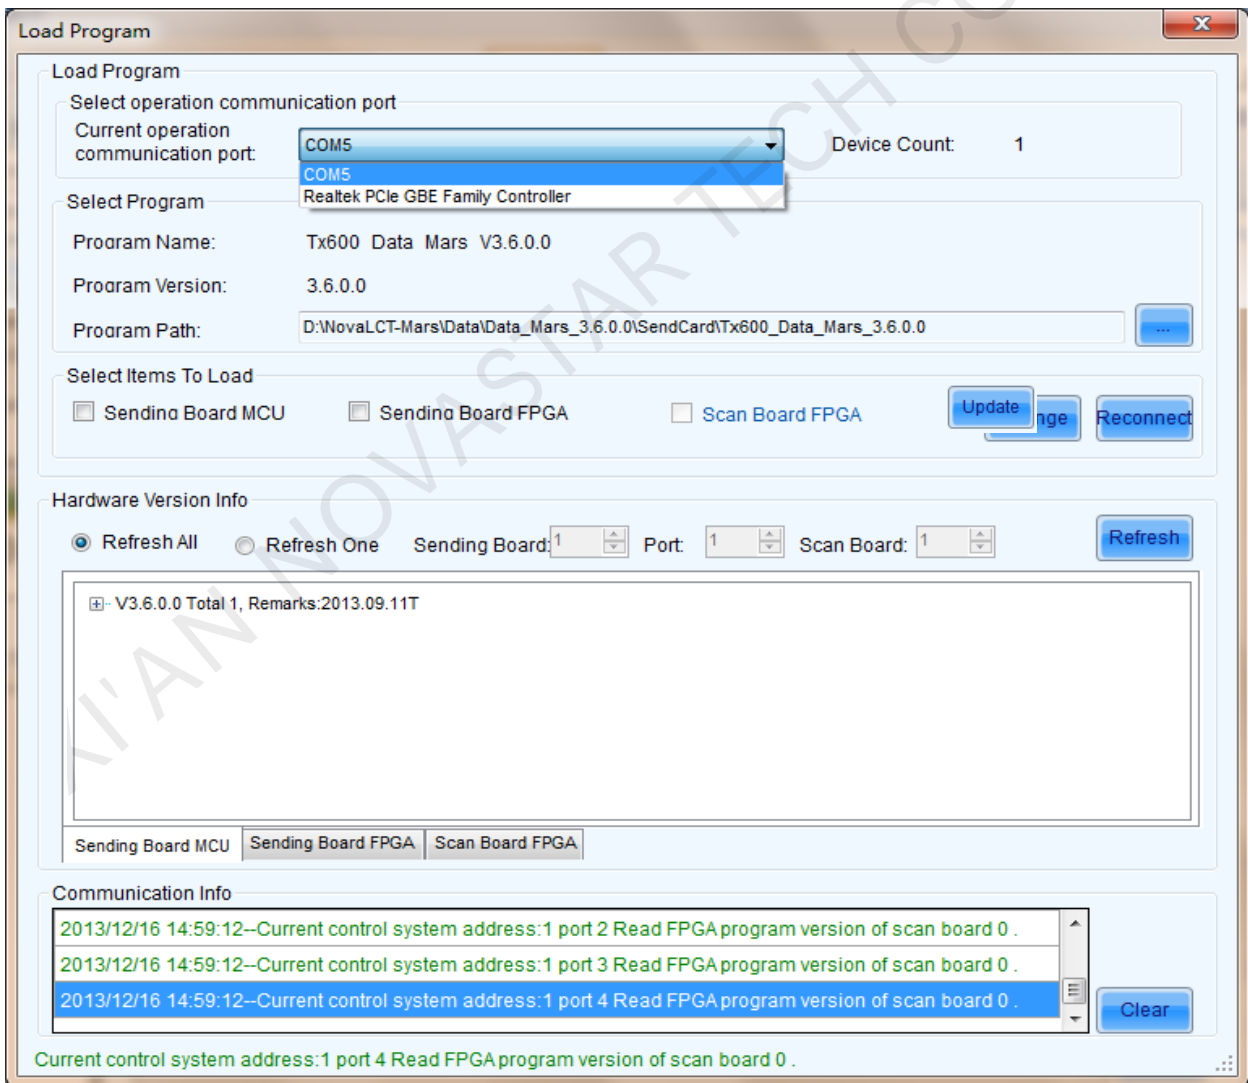 Load Program
Load Program
Select operation communication port
Current operation
communication port:
COM5
Device Count:
1
COM5
Realtek PCIe GBE Family Controller
Select Program
Program Name:
Tx600 Data Mars V3.6.0.0
Program Version:
3.6.0.0
Program Path:
D:\NovaLCT-Mars\Data\Data_Mars_3.6.0.0\SendCard\Tx600_Data_Mars_3.6.0.0
...
Select Items To Load
Sending Board MCU
Sending Board FPGA
Scan Board FPGA
Update
nge
Reconnect
Hardware Version Info
Refresh All
Refresh One
Sending Board:
1
Port:
1
Scan Board:
1
Refresh
V3.6.0.0 Total 1, Remarks:2013.09.11T
Sending Board MCU
Sending Board FPGA
Scan Board FPGA
Communication Info
2013/12/16 14:59:12--Current control system address:1 port 2 Read FPGA program version of scan board 0 .
2013/12/16 14:59:12--Current control system address:1 port 3 Read FPGA program version of scan board 0 .
2013/12/16 14:59:12--Current control system address:1 port 4 Read FPGA program version of scan board 0 .
Clear
Current control system address:1 port 4 Read FPGA program version of scan board 0 .
XI'AN NOVASTAR TECH CO